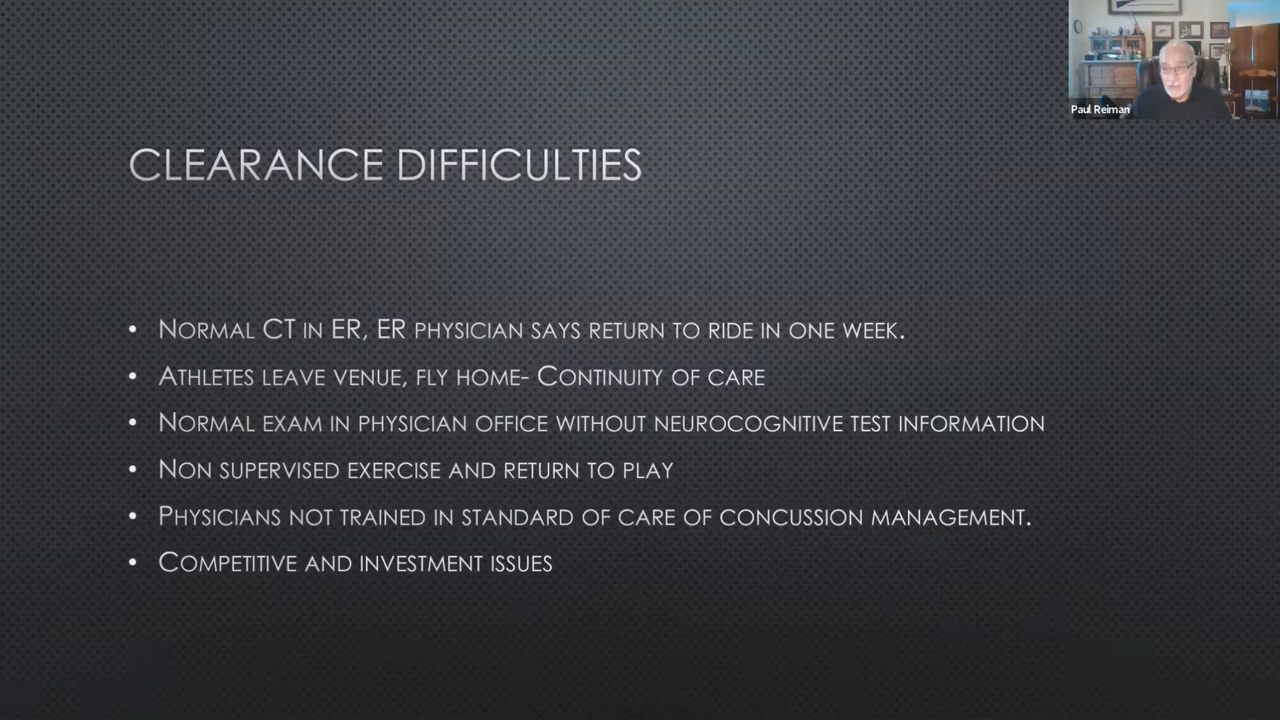 Paul Reiman
CLEARANCE DIFFICULTIES
• NORMAL CT IN ER, ER PHYSICIAN SAYS RETURN TO RIDE IN ONE WEEK.
• ATHLETES LEAVE VENUE, FLY HOME- CONTINUITY OF CARE
• NORMAL EXAM IN PHYSICIAN OFFICE WITHOUT NEUROCOGNITIVE TEST INFORMATION
• NON SUPERVISED EXERCISE AND RETURN TO PLAY
• PHYSICIANS NOT TRAINED IN STANDARD OF CARE OF CONCUSSION MANAGEMENT.
• COMPETITIVE AND INVESTMENT ISSUES